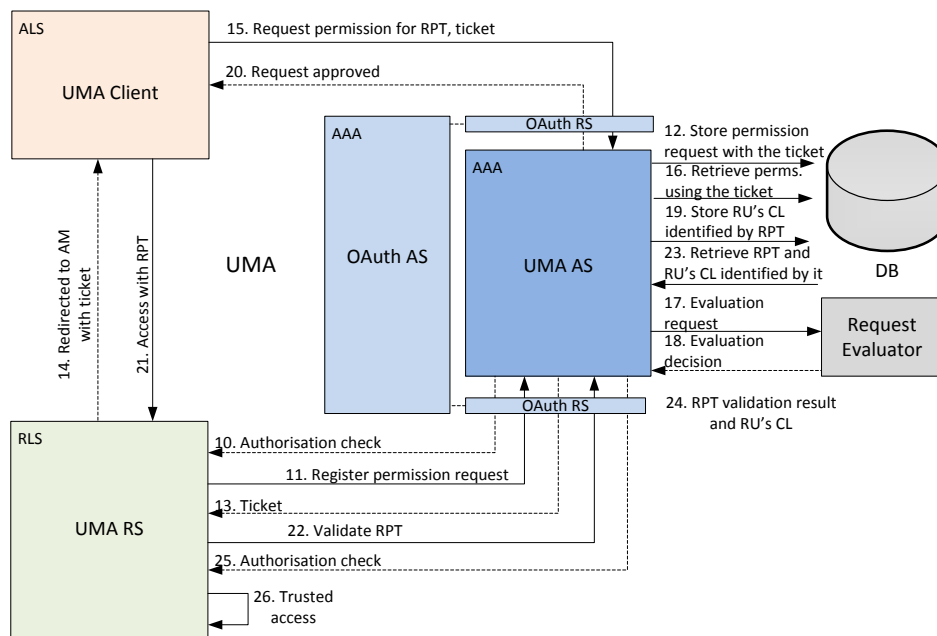 ALS
UMA Client
15. Request permission for RPT, ticket
20. Request approved
AAA
OAuth AS
OAuth RS
AAA
UMA AS
12. Store permission
request with the ticket
16. Retrieve perms.
using the ticket
19. Store RU's CL
identified by RPT
23. Retrieve RPT and
RU's CL identified by it
DB
17. Evaluation
request
18. Evaluation
decision
Request
Evaluator
UMA
14. Redirected to AM
with ticket
21. Access with RPT
OAuth RS
24. RPT validation result
and RU's CL
RLS
UMA RS
10. Authorisation check
11. Register permission request
13. Ticket
22. Validate RPT
25. Authorisation check
26. Trusted
access